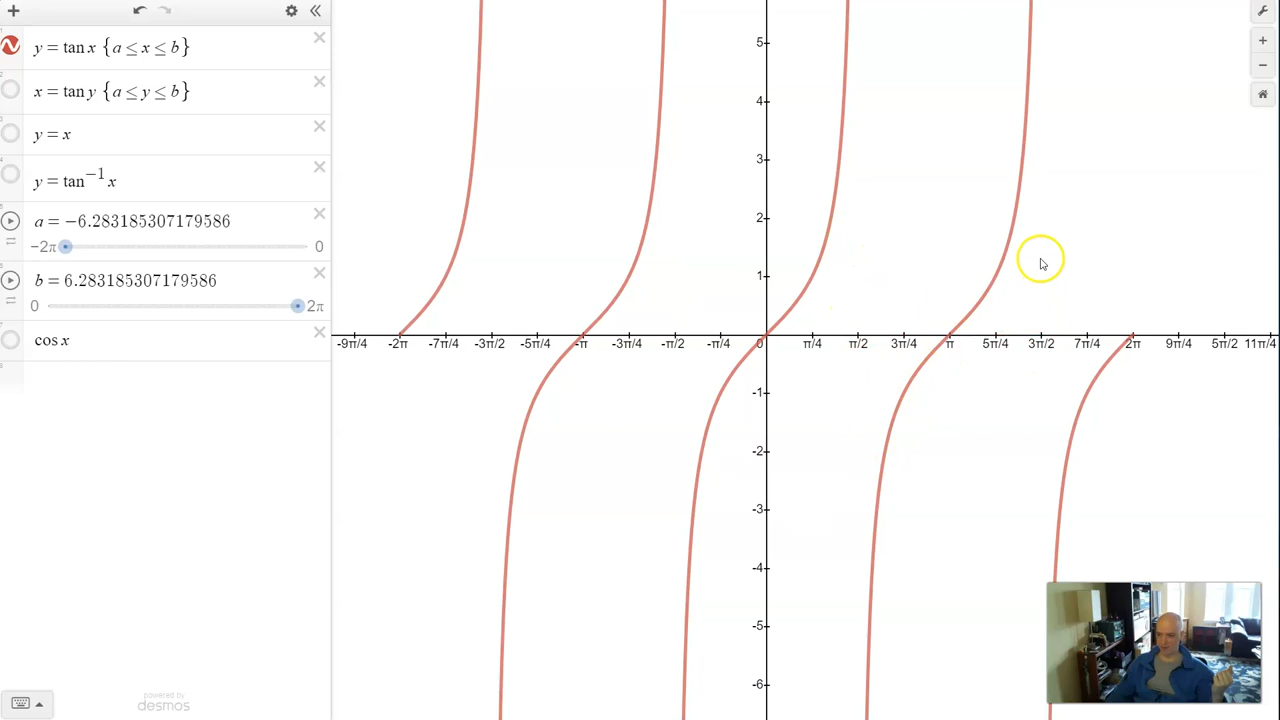 y = tan x {a ≤ x ≤ b}
x = tan y {a ≤ y ≤ b}
y = x
y = tan⁻¹ x
a = −6.283185307179586
−2π 0
b = 6.283185307179586
0 2π
cos x
powered by
desmos
5
4
3
2
1
-9π/4 -2π -7π/4 -3π/2 -5π/4 -π -3π/4 -π/2 -π/4 0 π/4 π/2 3π/4 π 5π/4 3π/2 7π/4 2π 9π/4 5π/2 11π/4
-1
-2
-3
-4
-5
-6